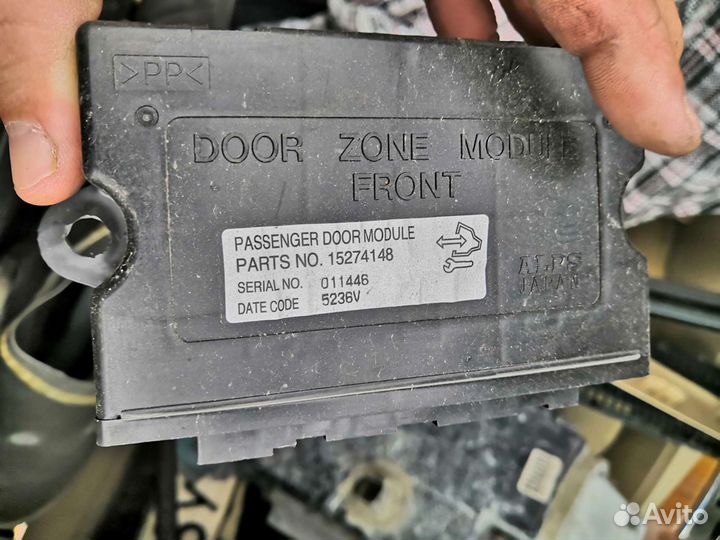 >PP<
DOOR ZONE MODULE
FRONT
PASSENGER DOOR MODULE
PARTS NO. 15274148
SERIAL NO. 011446
DATE CODE 5236V
ALPS
JAPAN
Avito